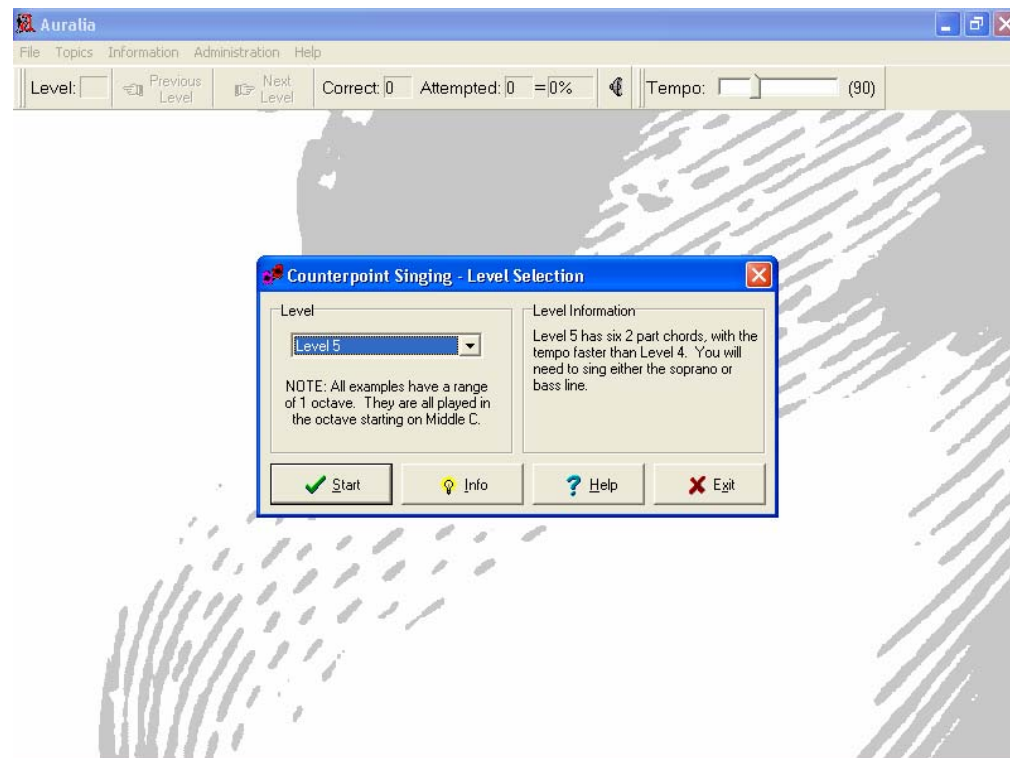 Auralia
File Topics Information Administration Help
Level: Previous Level Next Level Correct: 0 Attempted: 0 =0% Tempo: (90)
Counterpoint Singing - Level Selection
Level
Level 5
NOTE: All examples have a range
of 1 octave. They are all played in
the octave starting on Middle C.
Level Information
Level 5 has six 2 part chords, with the
tempo faster than Level 4. You will
need to sing either the soprano or
bass line.
Start Info Help Exit